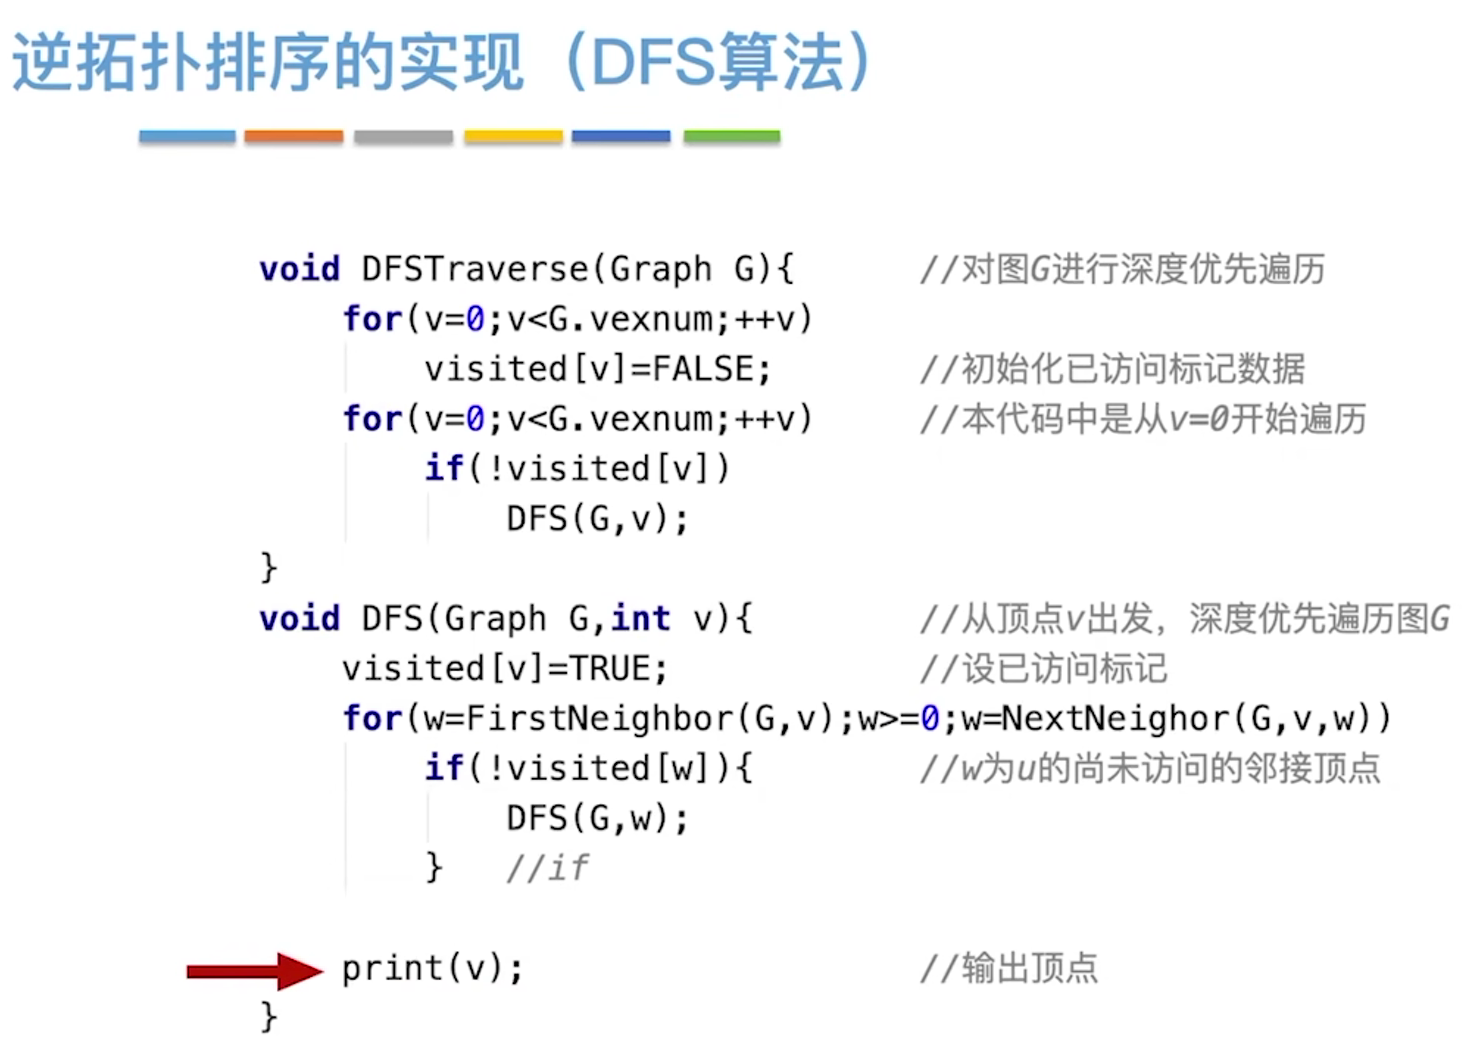 逆拓扑排序的实现（DFS算法）
void DFSTraverse(Graph G){ //对图G进行深度优先遍历
for(v=0;v<G.vexnum;++v)
visited[v]=FALSE; //初始化已访问标记数据
for(v=0;v<G.vexnum;++v) //本代码中是从v=0开始遍历
if(!visited[v])
DFS(G,v);
}
void DFS(Graph G,int v){ //从顶点v出发，深度优先遍历图G
visited[v]=TRUE; //设已访问标记
for(w=FirstNeighbor(G,v);w>=0;w=NextNeighor(G,v,w))
if(!visited[w]){ //w为u的尚未访问的邻接顶点
DFS(G,w);
} //if
print(v); //输出顶点
}